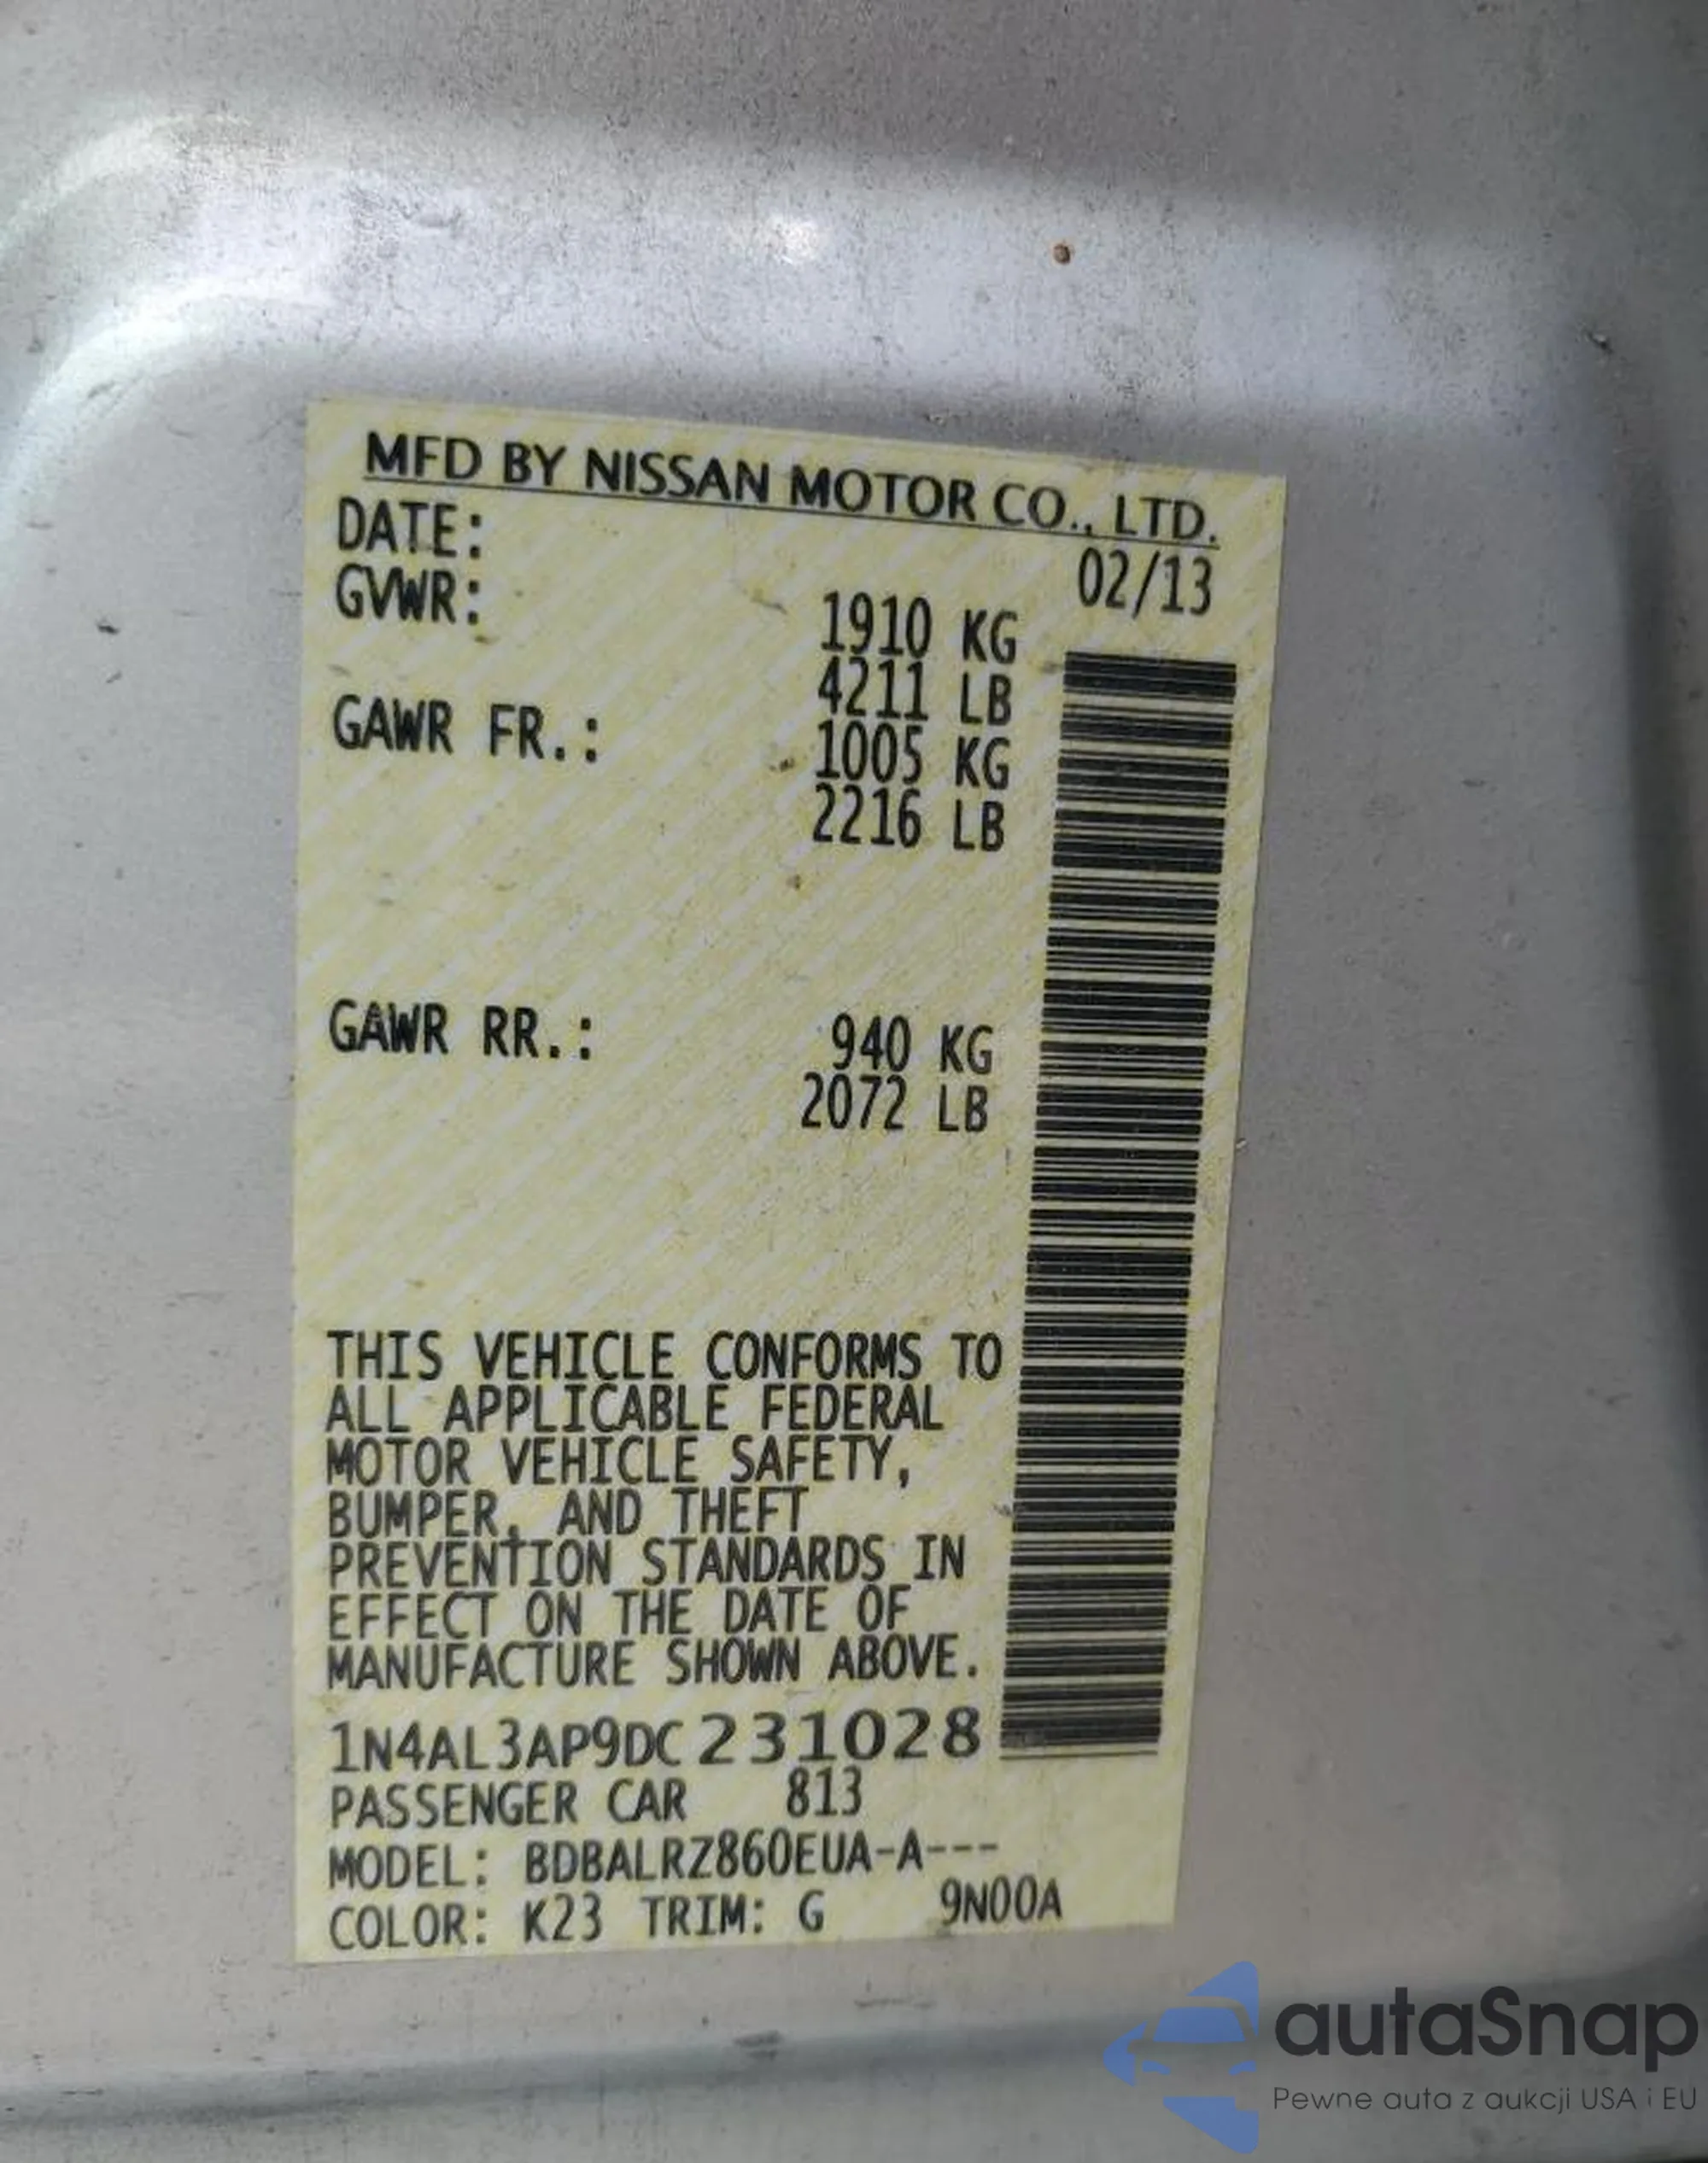 MFD BY NISSAN MOTOR CO., LTD.
DATE: 02/13
GVWR: 1910 KG
4211 LB
GAWR FR.: 1005 KG
2216 LB
GAWR RR.: 940 KG
2072 LB
THIS VEHICLE CONFORMS TO
ALL APPLICABLE FEDERAL
MOTOR VEHICLE SAFETY,
BUMPER, AND THEFT
PREVENTION STANDARDS IN
EFFECT ON THE DATE OF
MANUFACTURE SHOWN ABOVE.
1N4AL3AP9DC231028
PASSENGER CAR 813
MODEL: BDBALRZ860EUA-A---
COLOR: K23 TRIM: G 9N00A
autaSnap
Pewne auta z aukcji USA i EU